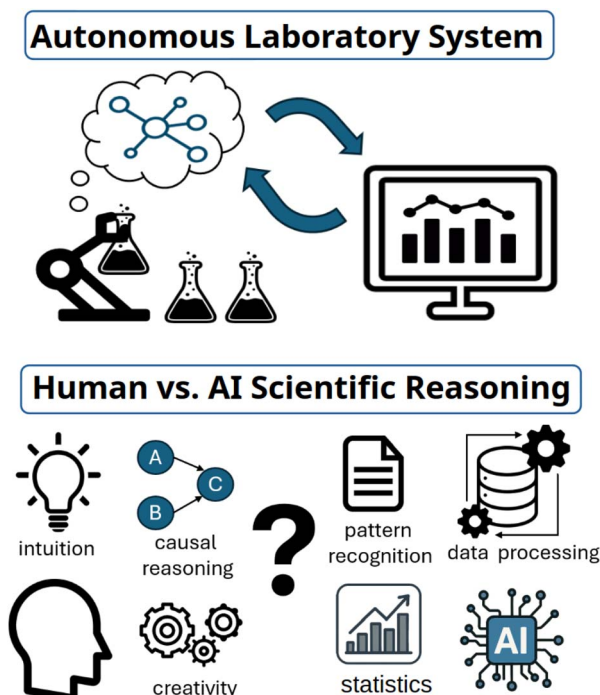 Autonomous Laboratory System
Human vs. AI Scientific Reasoning
A
B
C
intuition
causal
reasoning
?
pattern
recognition
data processing
creativity
statistics
AI